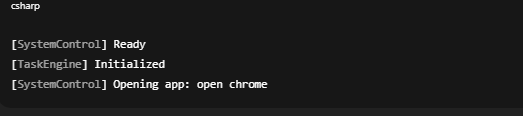 csharp
[SystemControl] Ready
[TaskEngine] Initialized
[SystemControl] Opening app: open chrome